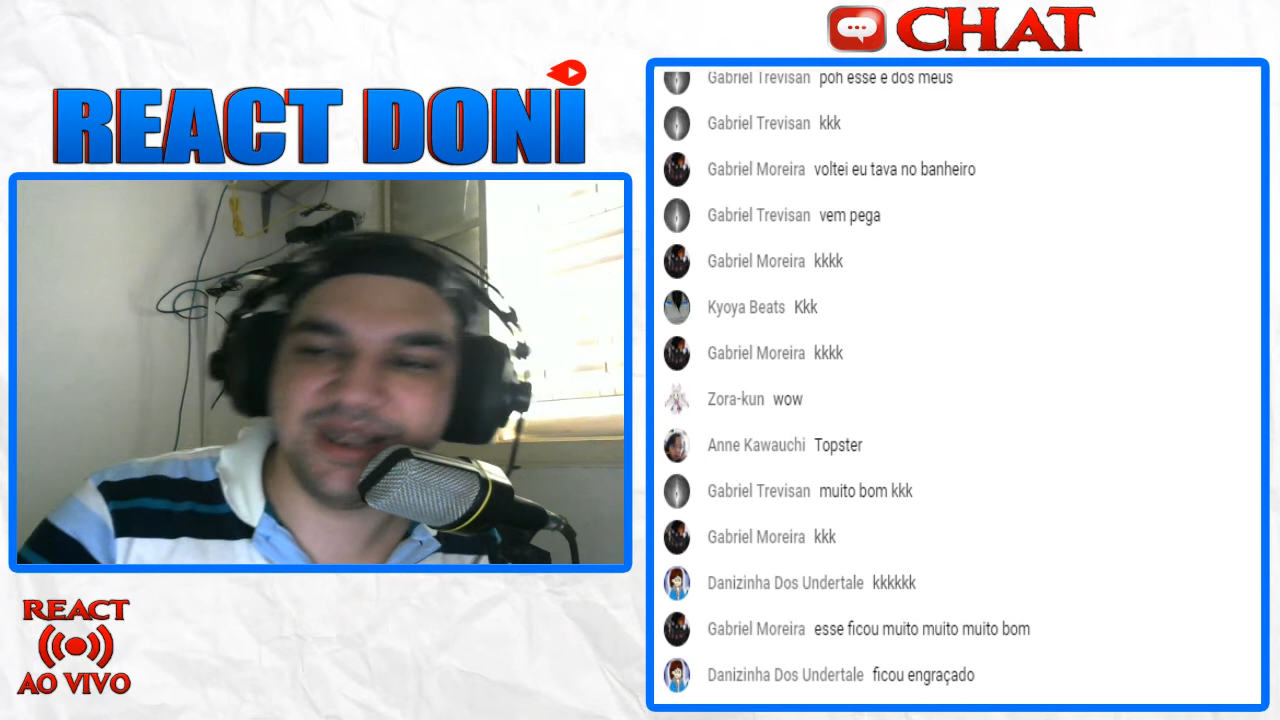 CHAT
REACT DONI
Gabriel Trevisan poh esse e dos meus
Gabriel Trevisan kkk
Gabriel Moreira voltei eu tava no banheiro
Gabriel Trevisan vem pega
Gabriel Moreira kkkk
Kyoya Beats Kkk
Gabriel Moreira kkkk
Zora-kun wow
Anne Kawauchi Topster
Gabriel Trevisan muito bom kkk
Gabriel Moreira kkk
Danizinha Dos Undertale kkkkkk
Gabriel Moreira esse ficou muito muito muito bom
Danizinha Dos Undertale ficou engraçado
REACT
AO VIVO